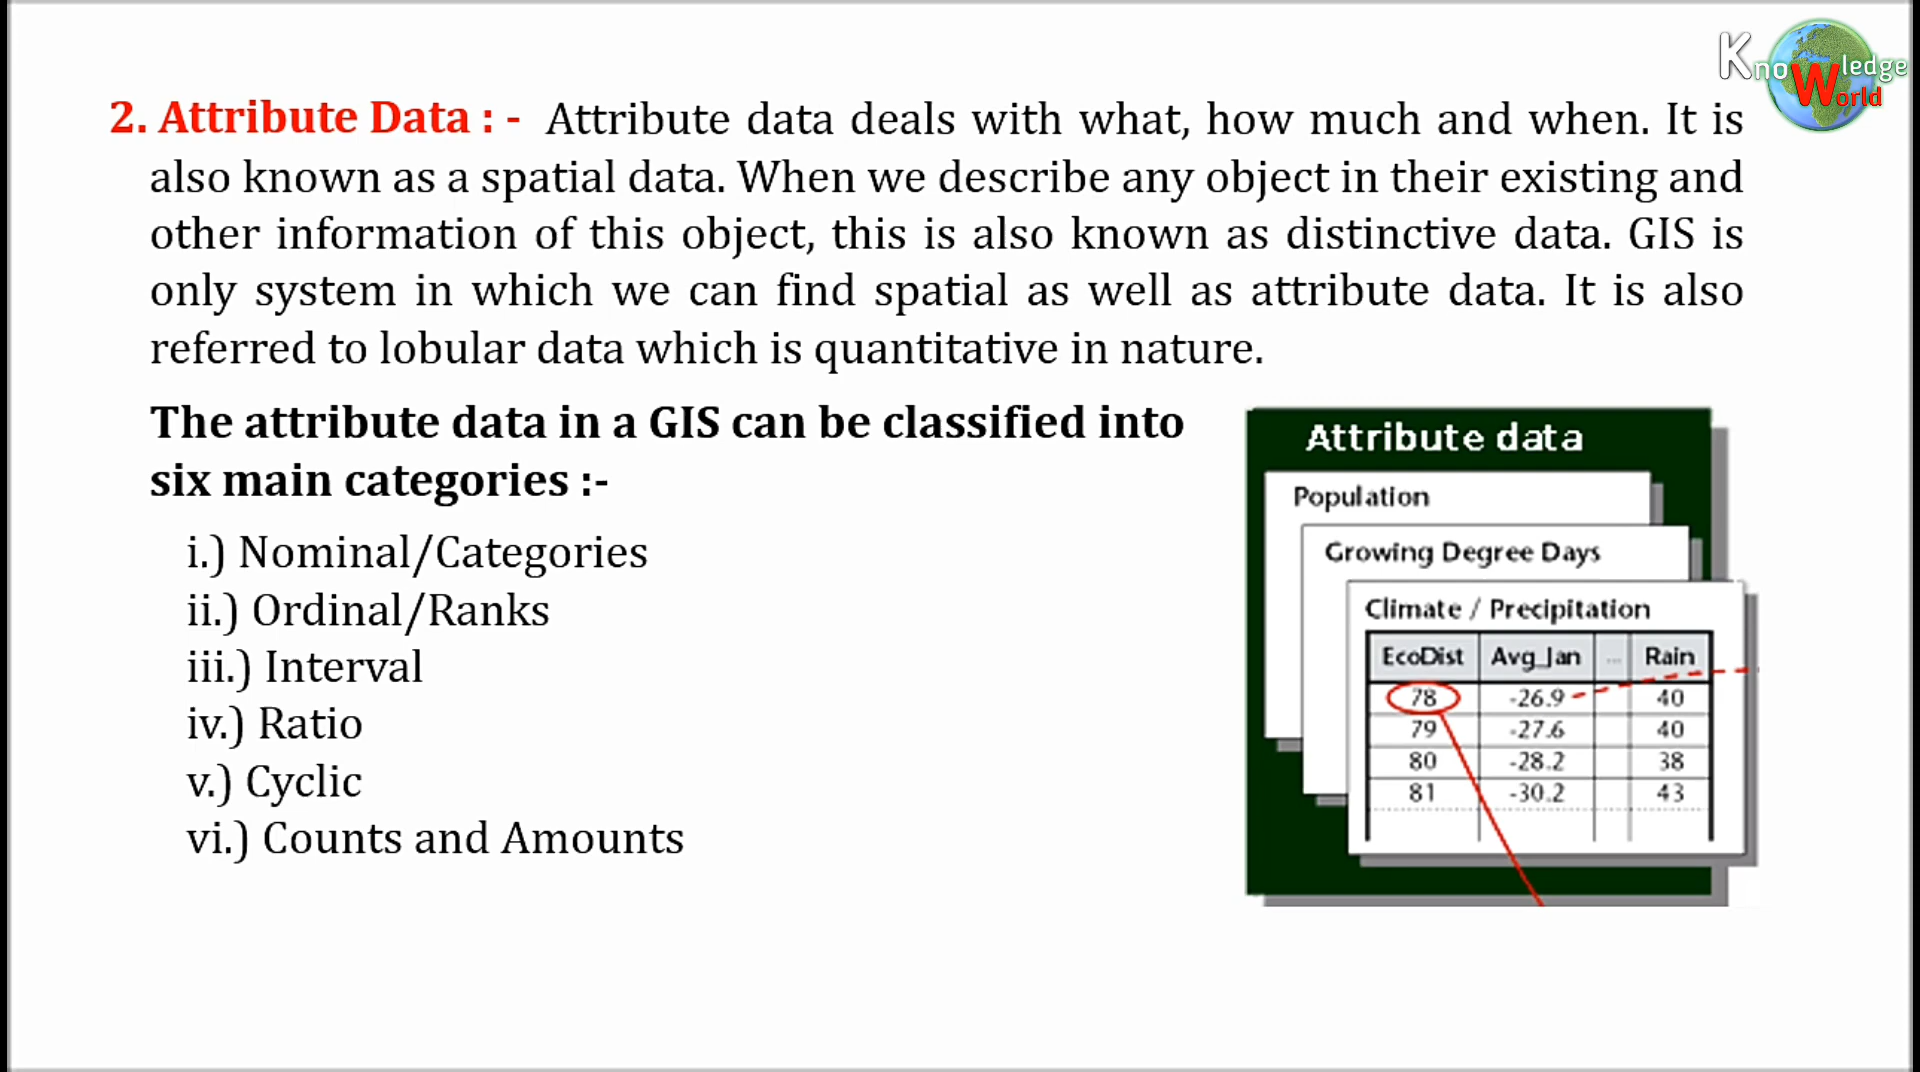 Knowledge
World
2. Attribute Data : - Attribute data deals with what, how much and when. It is
also known as a spatial data. When we describe any object in their existing and
other information of this object, this is also known as distinctive data. GIS is
only system in which we can find spatial as well as attribute data. It is also
referred to lobular data which is quantitative in nature.
The attribute data in a GIS can be classified into
six main categories :-
i.) Nominal/Categories
ii.) Ordinal/Ranks
iii.) Interval
iv.) Ratio
v.) Cyclic
vi.) Counts and Amounts
Attribute data
Population
Growing Degree Days
Climate / Precipitation
EcoDist Avg_Jan ... Rain
78 -26.9 40
79 -27.6 40
80 -28.2 38
81 -30.2 43